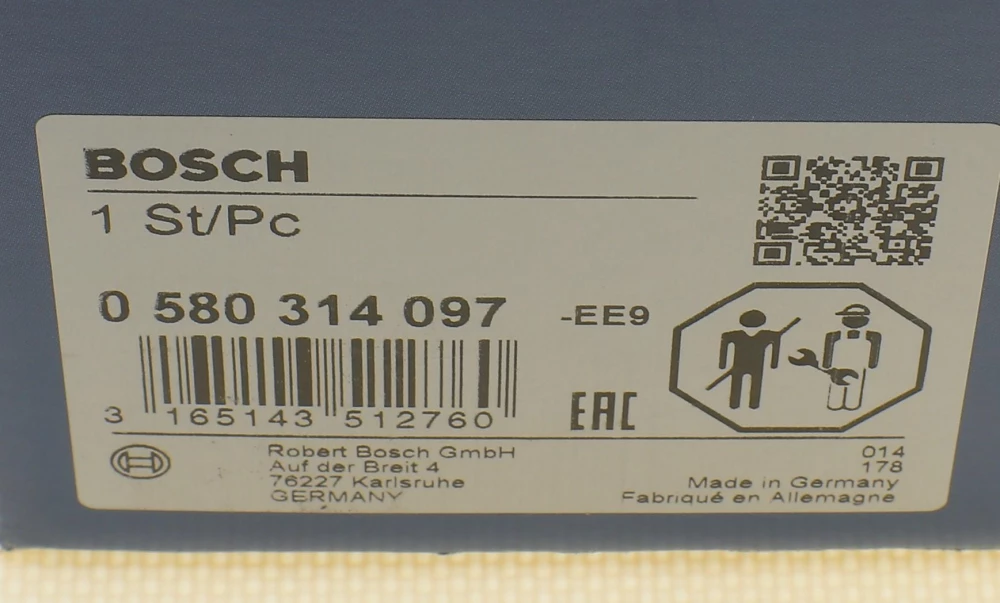 BOSCH
1 St/Pc
0 580 314 097 -EE9
3 165143 512760
EAC
Robert Bosch GmbH
Auf der Breit 4
76227 Karlsruhe
GERMANY
014
178
Made in Germany
Fabriqué en Allemagne